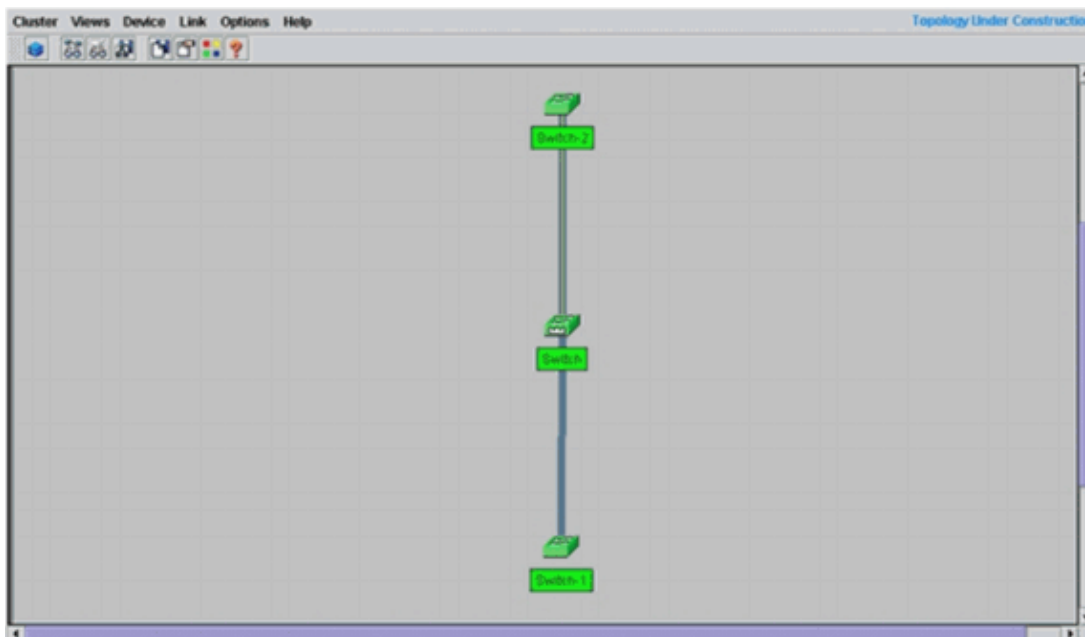 Cluster Views Device Link Options Help
Topology Under Constructio
Switch-2
Switch
Switch-1